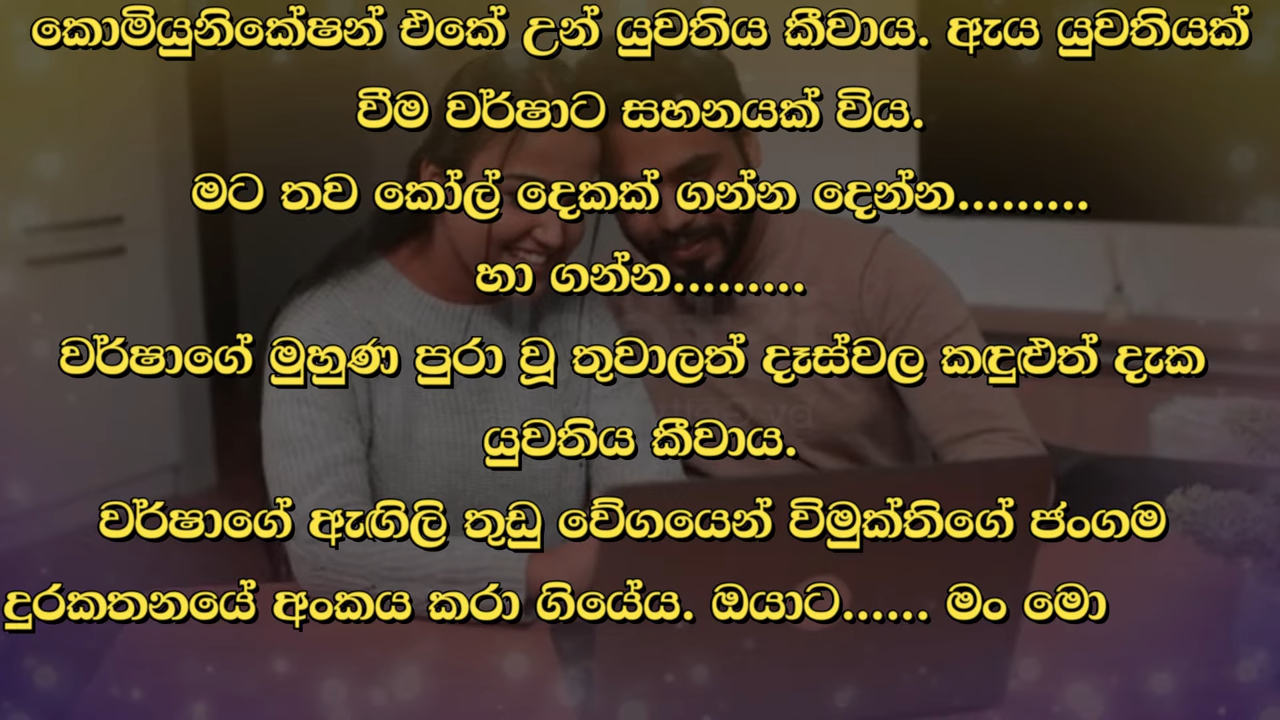 කොමියුනිකේෂන් එකේ උන් යුවතිය කීවාය. ඇය යුවතියක්
වීම වර්ෂාට සහනයක් විය.
මට තව කෝල් දෙකක් ගන්න දෙන්න.........
හා ගන්න.........
වර්ෂාගේ මුහුණ පුරා වූ තුවාලත් දෑස්වල කඳුළුත් දැක
යුවතිය කීවාය.
වර්ෂාගේ ඇඟිලි තුඩු වේගයෙන් විමුක්තිගේ ජංගම
දුරකතනයේ අංකය කරා ගියේය. ඔයාට...... මං මො